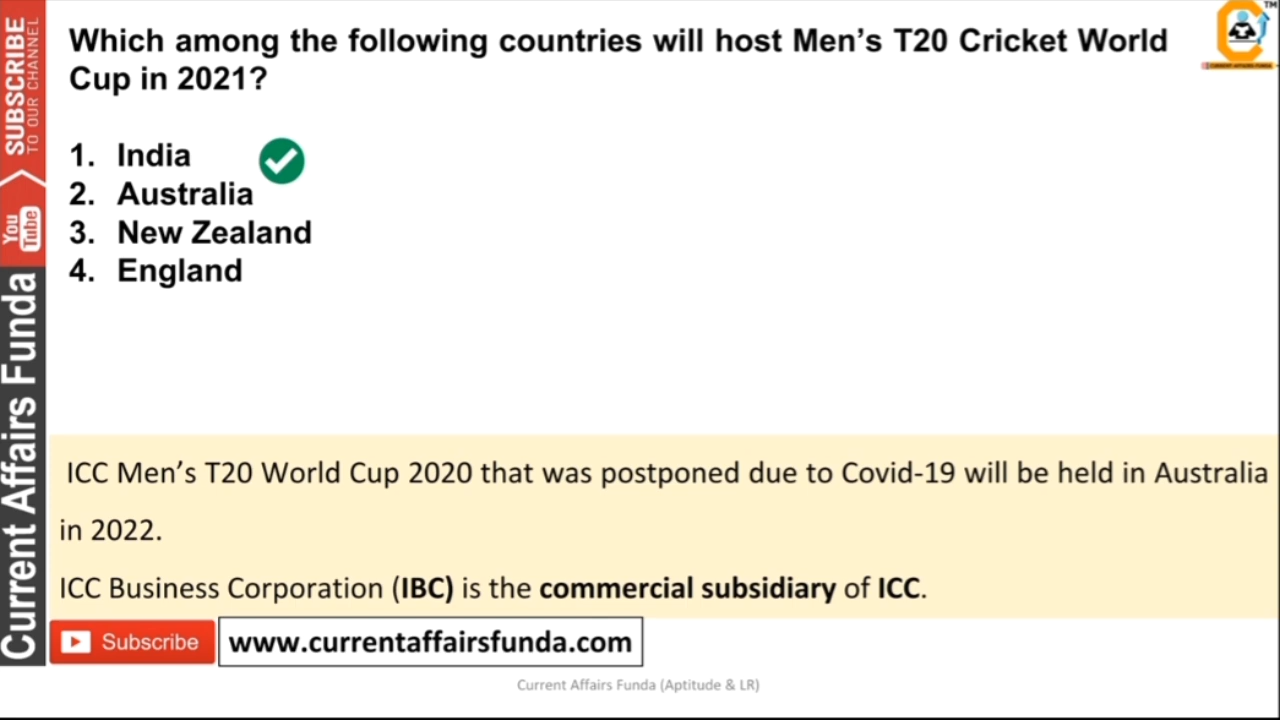 Which among the following countries will host Men’s T20 Cricket World
Cup in 2021?
1. India
2. Australia
3. New Zealand
4. England
ICC Men’s T20 World Cup 2020 that was postponed due to Covid-19 will be held in Australia
in 2022.
ICC Business Corporation (IBC) is the commercial subsidiary of ICC.
Subscribe
www.currentaffairsfunda.com
Current Affairs Funda (Aptitude & LR)
SUBSCRIBE
TO OUR CHANNEL
You
Tube
Current Affairs Funda
TM
CURRENT AFFAIRS FUNDA